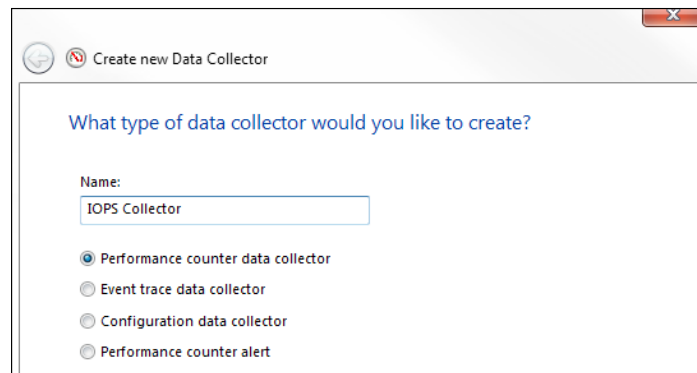 Create new Data Collector
What type of data collector would you like to create?
Name:
IOPS Collector
Performance counter data collector
Event trace data collector
Configuration data collector
Performance counter alert